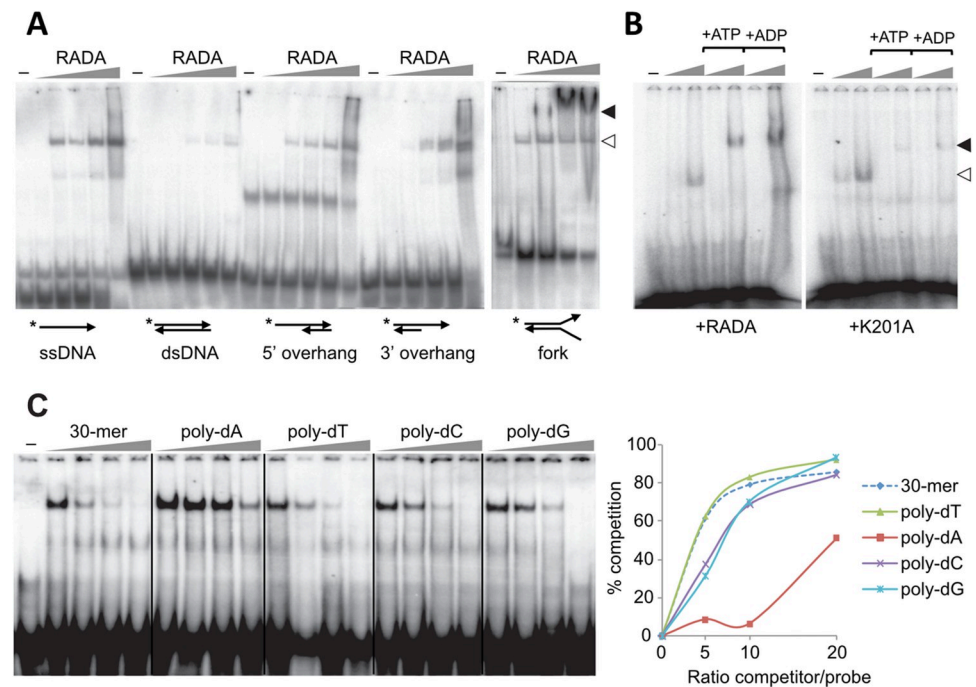 A
– RADA – RADA – RADA – RADA – RADA
* * * * *
ssDNA dsDNA 5' overhang 3' overhang fork
B
+ATP +ADP +ATP +ADP
– –
+RADA +K201A
C
– 30-mer poly-dA poly-dT poly-dC poly-dG
% competition
100
80
60
40
20
0
0 5 10 20
Ratio competitor/probe
30-mer
poly-dT
poly-dA
poly-dC
poly-dG